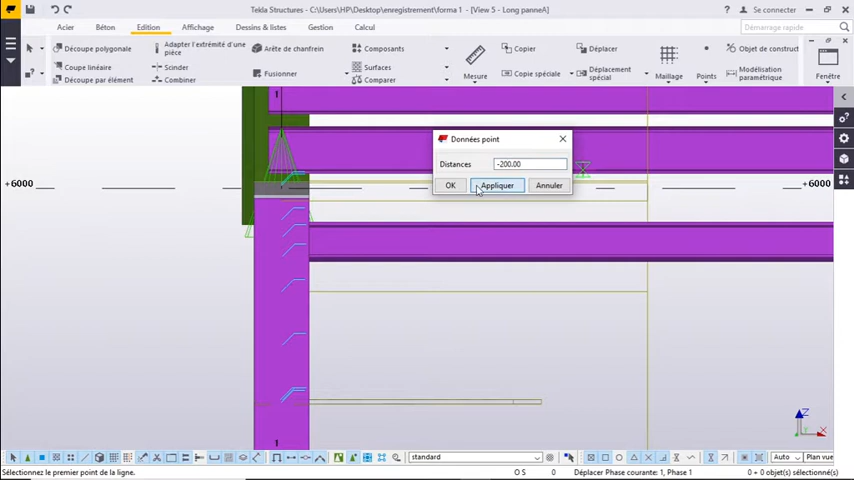 Tekla Structures - C:\Users\HP\Desktop\enregistrement\forma 1 - [View 5 - Long panneA]
Se connecter
Acier
Béton
Edition
Affichage
Dessins & listes
Gestion
Calcul
Commande rapide
Découpe polygonale
Adapter l'extrémité d'une pièce
Arête de chanfrein
Composants
Copier
Déplacer
Object de construct
Coupe linéaire
Scinder
Surfaces
Découpe par élément
Combiner
Fusionner
Comparer
Mesure
Copie spéciale
Déplacement spécial
Maillage
Points
Modélisation paramétrique
Fenêtre
1
Données point
Distances
-200.00
OK
Appliquer
Annuler
+6000
+6000
1
Z
standard
Auto
Plan vue
Sélectionnez le premier point de la ligne.
O S
0
Déplacer Phase courante: 1, Phase 1
0 + 0 objet(s) sélectionné(s)